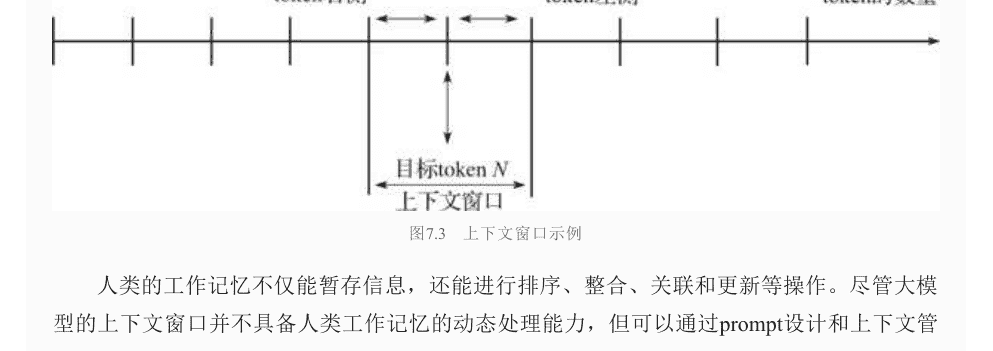 目标token N
上下文窗口
图7.3 上下文窗口示例
人类的工作记忆不仅能暂存信息，还能进行排序、整合、关联和更新等操作。尽管大模
型的上下文窗口并不具备人类工作记忆的动态处理能力，但可以通过prompt设计和上下文管